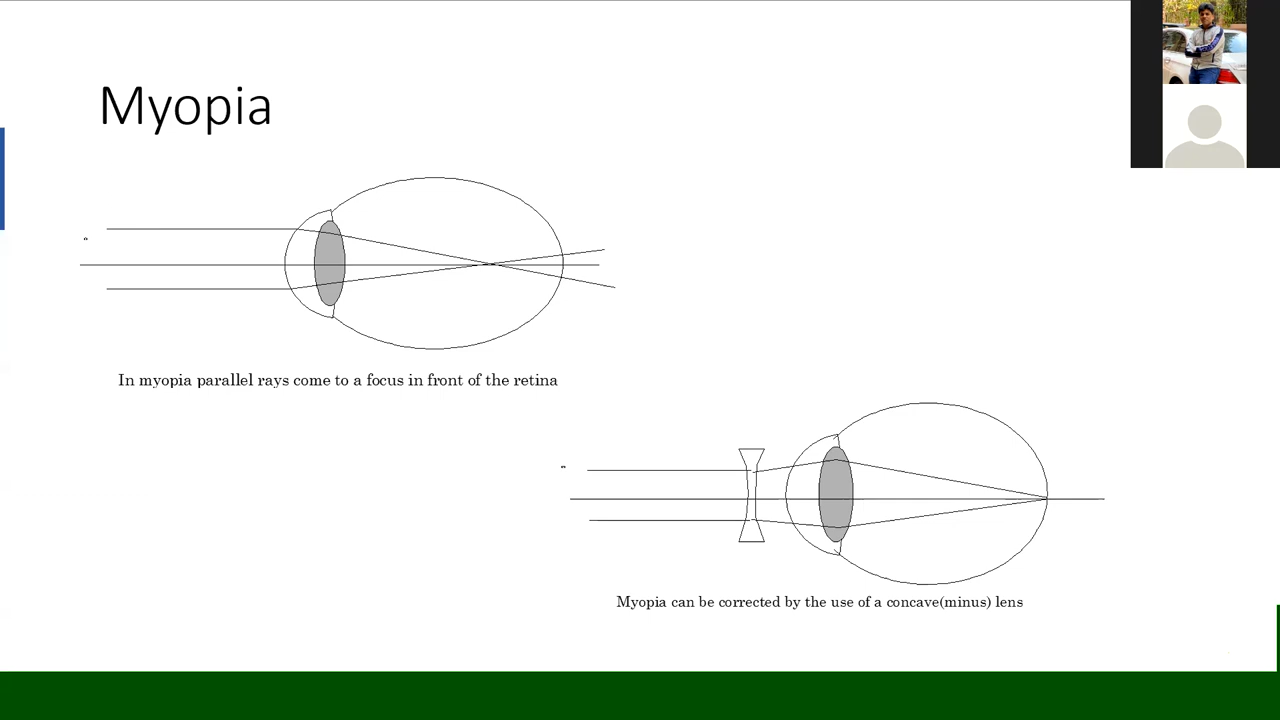 Myopia
In myopia parallel rays come to a focus in front of the retina
Myopia can be corrected by the use of a concave(minus) lens